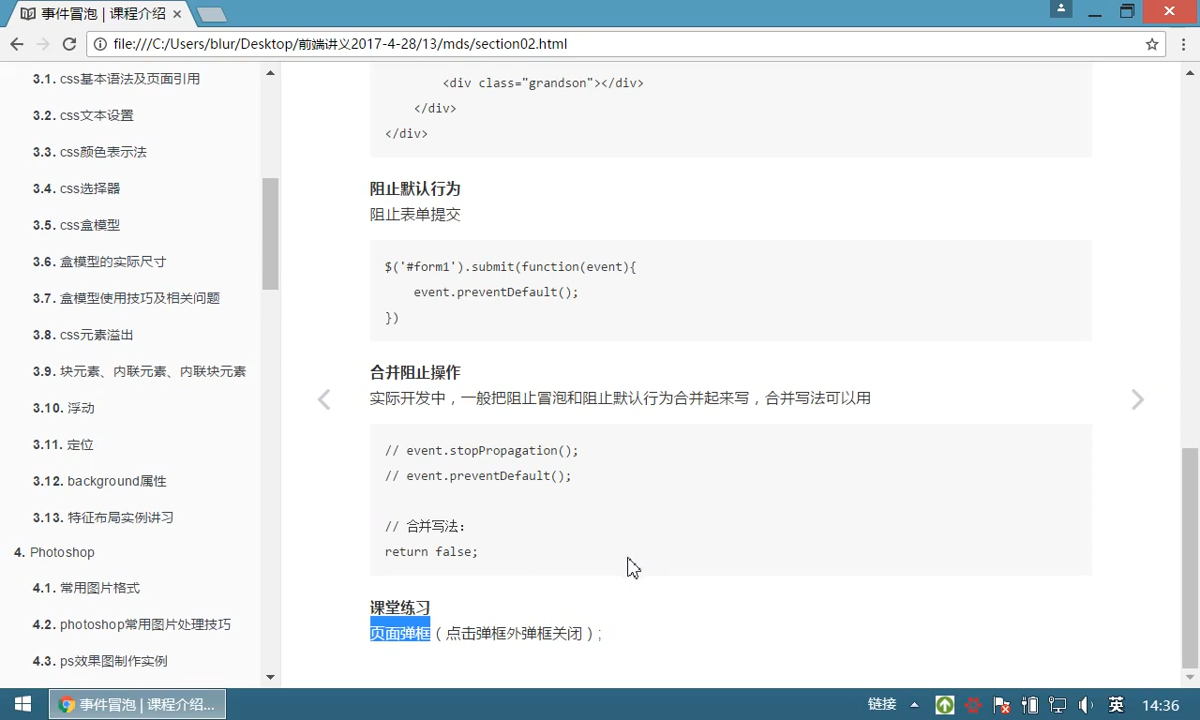 事件冒泡 | 课程介绍
file:///C:/Users/blur/Desktop/前端讲义2017-4-28/13/mds/section02.html
3.1. css基本语法及页面引用
3.2. css文本设置
3.3. css颜色表示法
3.4. css选择器
3.5. css盒模型
3.6. 盒模型的实际尺寸
3.7. 盒模型使用技巧及相关问题
3.8. css元素溢出
3.9. 块元素、内联元素、内联块元素
3.10. 浮动
3.11. 定位
3.12. background属性
3.13. 特征布局实例讲习
4. Photoshop
4.1. 常用图片格式
4.2. photoshop常用图片处理技巧
4.3. ps效果图制作实例
<div class="grandson"></div>
</div>
</div>
阻止默认行为
阻止表单提交
$('#form1').submit(function(event){
event.preventDefault();
})
合并阻止操作
实际开发中，一般把阻止冒泡和阻止默认行为合并起来写，合并写法可以用
// event.stopPropagation();
// event.preventDefault();
// 合并写法：
return false;
课堂练习
页面弹框（点击弹框外弹框关闭）;
事件冒泡 | 课程介绍...
链接
英
14:36